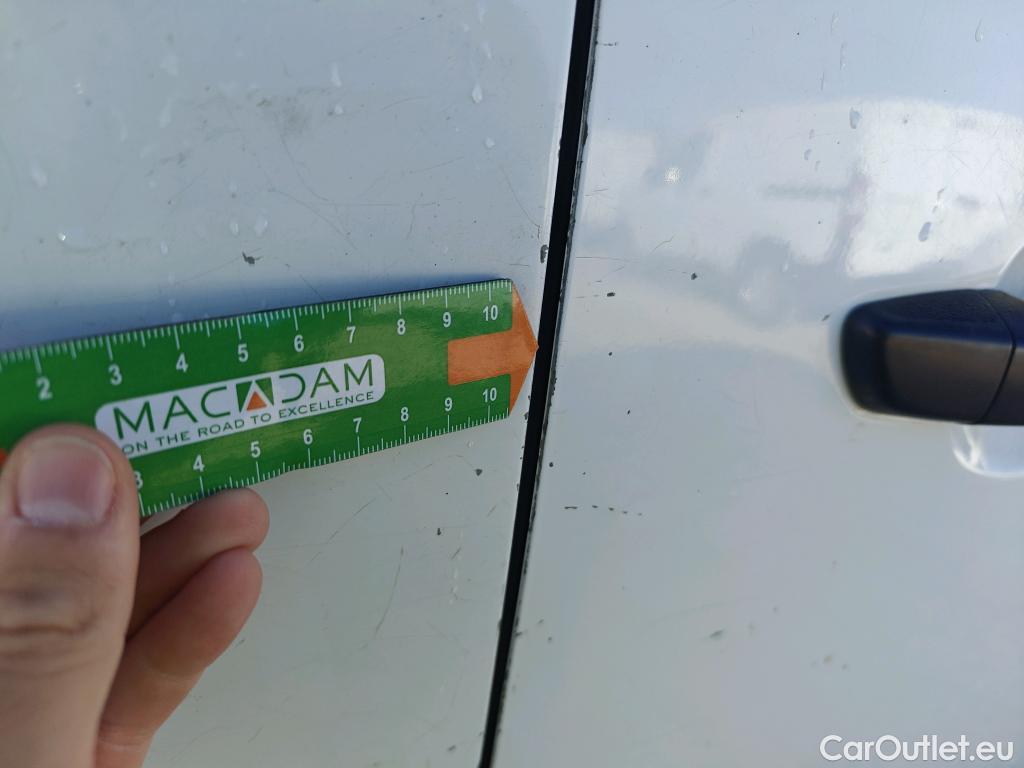 2 3 4 5 6 7 8 9 10
MACADAM
ON THE ROAD TO EXCELLENCE
3 4 5 6 7 8 9 10
CarOutlet.eu